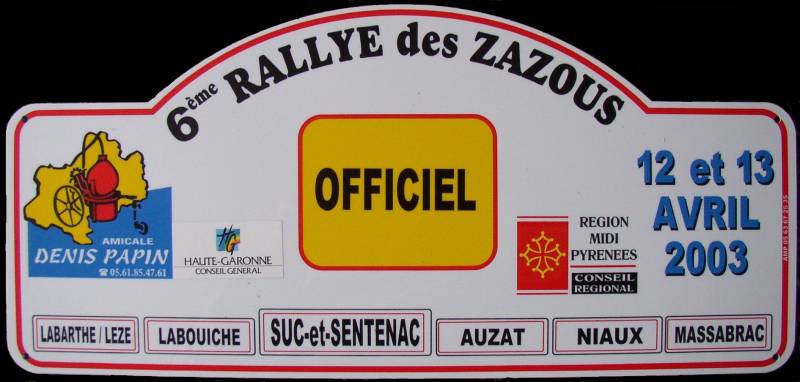 6ème RALLYE des ZAZOUS
OFFICIEL
12 et 13
AVRIL
2003
AMICALE
DENIS PAPIN
☎ 05.61.85.47.61
HG
HAUTE-GARONNE
CONSEIL GENERAL
REGION
MIDI
PYRENEES
CONSEIL
REGIONAL
LABARTHE / LEZE
LABOUICHE
SUC-et-SENTENAC
AUZAT
NIAUX
MASSABRAC